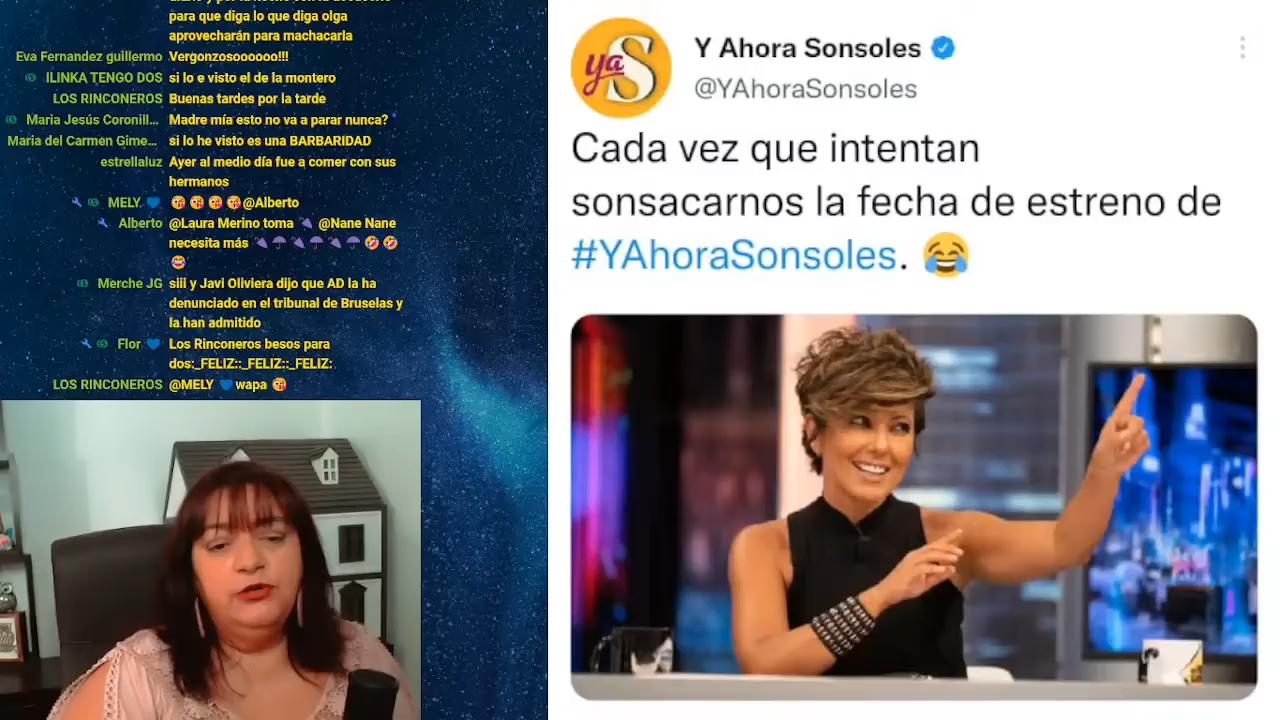 para que diga lo que diga olga
aprovecharán para machacarla
Eva Fernandez guillermo Vergonzosoooooo!!!
ILINKA TENGO DOS si lo e visto el de la montero
LOS RINCONEROS Buenas tardes por la tarde
Maria Jesús Coronill... Madre mía esto no va a parar nunca?
Maria del Carmen Gime... si lo he visto es una BARBARIDAD
estrellaluz Ayer al medio día fue a comer con sus
hermanos
MELY 💙 😘😘😘😘@Alberto
Alberto @Laura Merino toma 🌂 @Nane Nane
necesita más 🌂☂🌂☂🌂☂🤣🤣
😂
Merche JG siii y Javi Oliviera dijo que AD la ha
denunciado en el tribunal de Bruselas y
la han admitido
Flor 💙 Los Rinconeros besos para
dos:_FELIZ::_FELIZ::_FELIZ:
LOS RINCONEROS @MELY 💙 wapa 😘
yaS
Y Ahora Sonsoles
@YAhoraSonsoles
Cada vez que intentan
sonsacarnos la fecha de estreno de
#YAhoraSonsoles. 😂